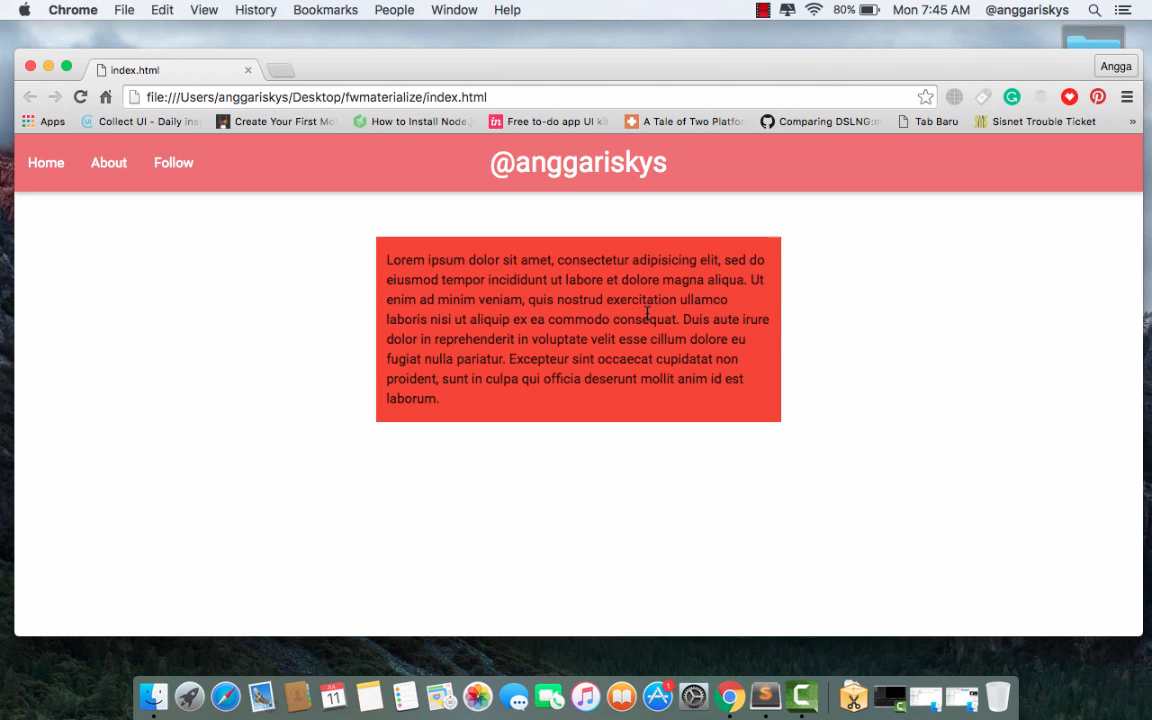 Chrome File Edit View History Bookmarks People Window Help 80% Mon 7:45 AM @anggariskys
index.html
Angga
file:///Users/anggariskys/Desktop/fwmaterialize/index.html
Apps Collect UI - Daily ins Create Your First Mo How to Install Node.j Free to-do app UI kit A Tale of Two Platfor Comparing DSLNG:m Tab Baru Sisnet Trouble Ticket »
Home About Follow @anggariskys
Lorem ipsum dolor sit amet, consectetur adipisicing elit, sed do
eiusmod tempor incididunt ut labore et dolore magna aliqua. Ut
enim ad minim veniam, quis nostrud exercitation ullamco
laboris nisi ut aliquip ex ea commodo consequat. Duis aute irure
dolor in reprehenderit in voluptate velit esse cillum dolore eu
fugiat nulla pariatur. Excepteur sint occaecat cupidatat non
proident, sunt in culpa qui officia deserunt mollit anim id est
laborum.
11
1